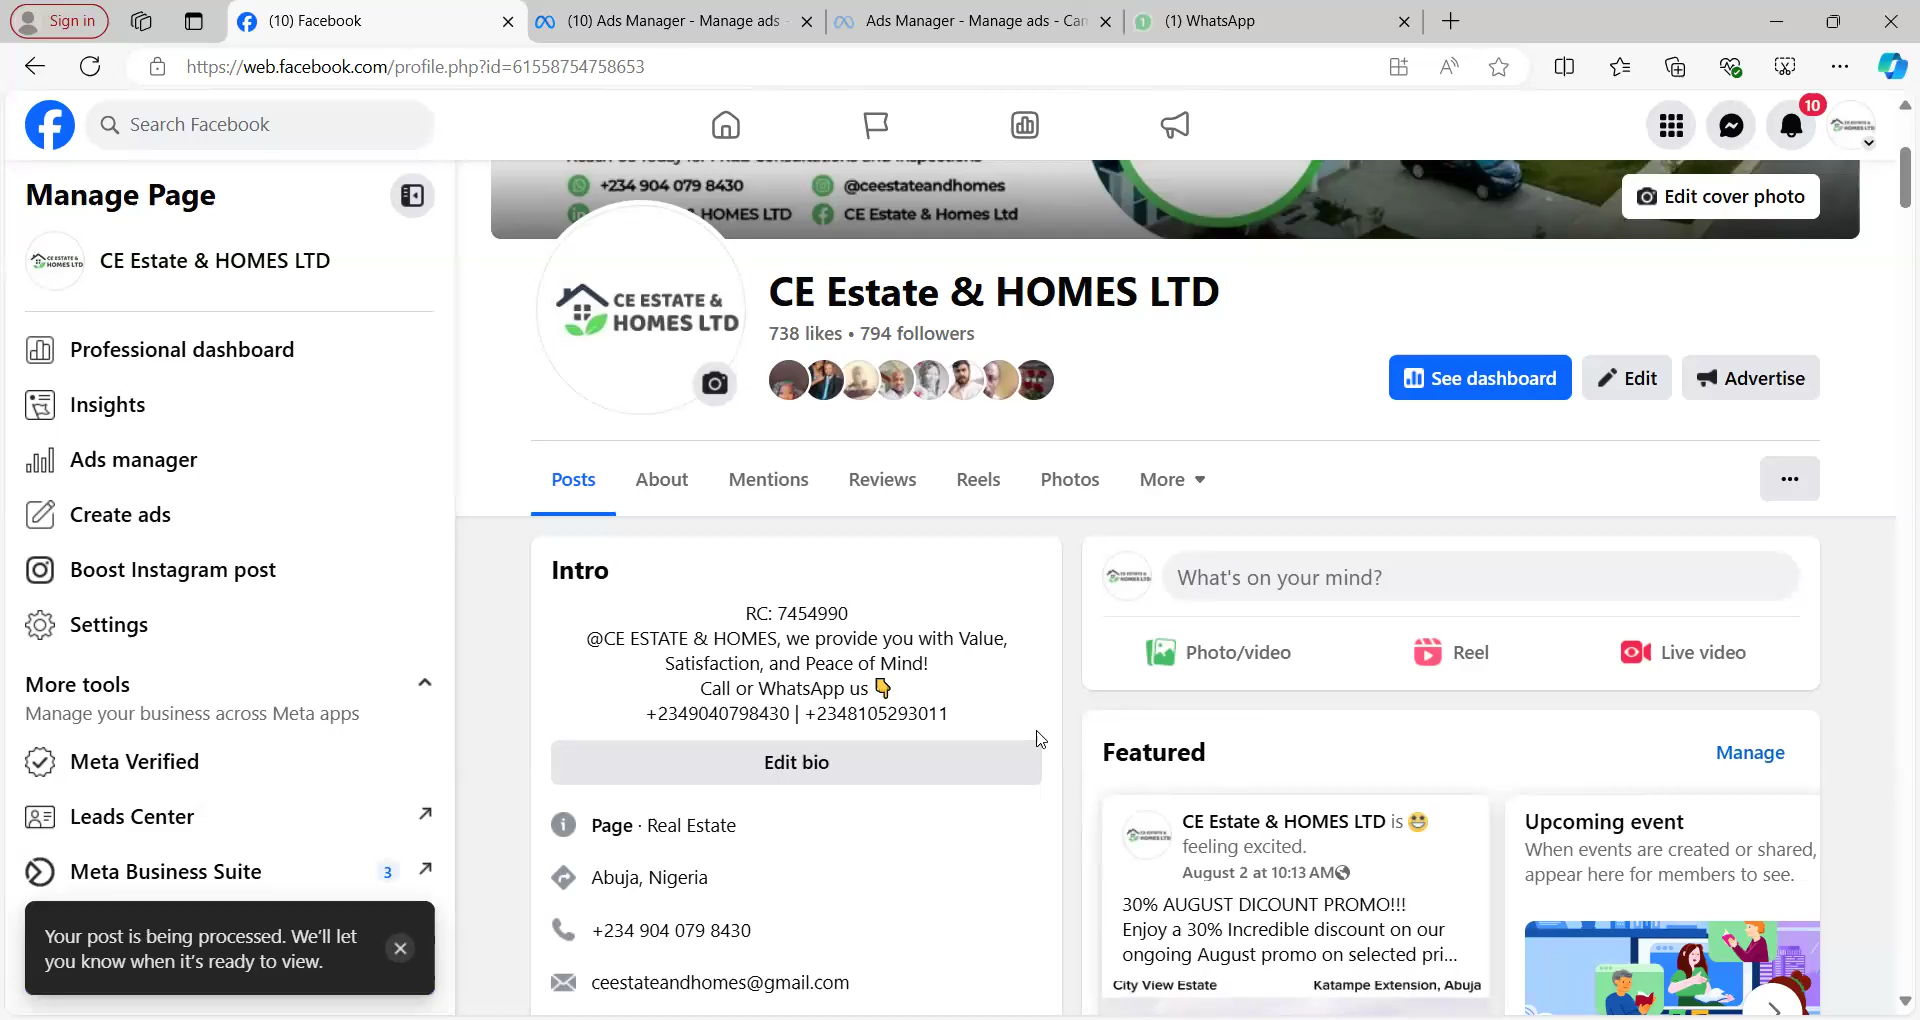 Sign in
(10) Facebook
(10) Ads Manager - Manage ads -
Ads Manager - Manage ads - Can
1
(1) WhatsApp
https://web.facebook.com/profile.php?id=61558754758653
Search Facebook
10
Manage Page
CE Estate & HOMES LTD
Professional dashboard
Insights
Ads manager
Create ads
Boost Instagram post
Settings
More tools
Manage your business across Meta apps
Meta Verified
Leads Center
Meta Business Suite
3
Your post is being processed. We'll let
you know when it's ready to view.
+234 904 079 8430
@ceestateandhomes
HOMES LTD
CE Estate & Homes Ltd
Edit cover photo
CE ESTATE &
HOMES LTD
CE Estate & HOMES LTD
738 likes • 794 followers
See dashboard
Edit
Advertise
Posts
About
Mentions
Reviews
Reels
Photos
More
Intro
RC: 7454990
@CE ESTATE & HOMES, we provide you with Value,
Satisfaction, and Peace of Mind!
Call or WhatsApp us 👇
+2349040798430 | +2348105293011
Edit bio
Page · Real Estate
Abuja, Nigeria
+234 904 079 8430
ceestateandhomes@gmail.com
What's on your mind?
Photo/video
Reel
Live video
Featured
Manage
CE Estate & HOMES LTD is 😀
feeling excited.
August 2 at 10:13 AM
30% AUGUST DICOUNT PROMO!!!
Enjoy a 30% Incredible discount on our
ongoing August promo on selected pri...
City View Estate
Katampe Extension, Abuja
Upcoming event
When events are created or shared,
appear here for members to see.